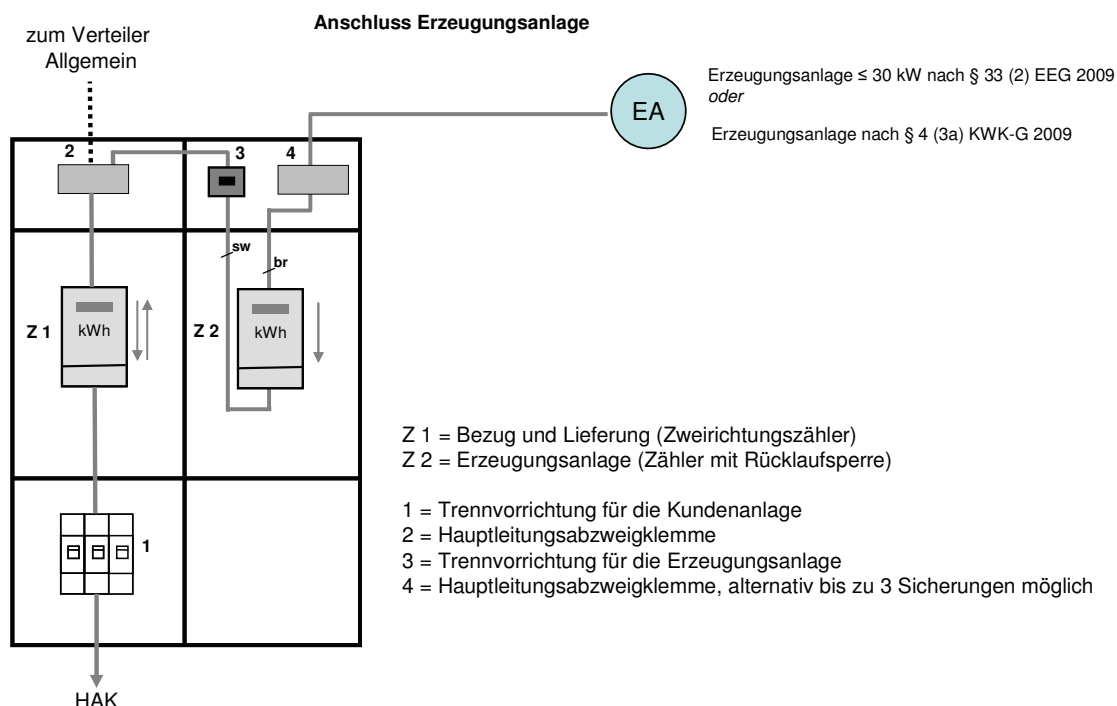 Anschluss Erzeugungsanlage
zum Verteiler
Allgemein
EA
Erzeugungsanlage ≤ 30 kW nach § 33 (2) EEG 2009
oder
Erzeugungsanlage nach § 4 (3a) KWK-G 2009
2
3
4
sw
br
Z 1
kWh
Z 2
kWh
Z 1 = Bezug und Lieferung (Zweirichtungszähler)
Z 2 = Erzeugungsanlage (Zähler mit Rücklaufsperre)
1 = Trennvorrichtung für die Kundenanlage
2 = Hauptleitungsabzweigklemme
3 = Trennvorrichtung für die Erzeugungsanlage
4 = Hauptleitungsabzweigklemme, alternativ bis zu 3 Sicherungen möglich
1
HAK